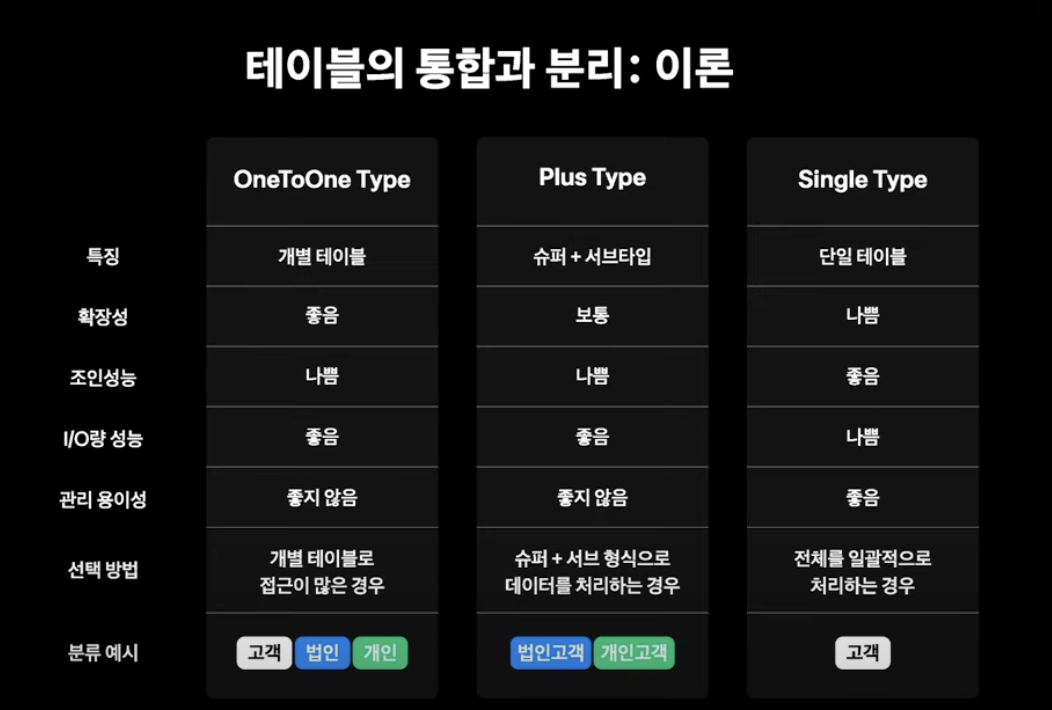 테이블의 통합과 분리: 이론
OneToOne Type Plus Type Single Type
특징 개별 테이블 슈퍼 + 서브타입 단일 테이블
확장성 좋음 보통 나쁨
조인성능 나쁨 나쁨 좋음
I/O량 성능 좋음 좋음 나쁨
관리 용이성 좋지 않음 좋지 않음 좋음
선택 방법
개별 테이블로
접근이 많은 경우
슈퍼 + 서브 형식으로
데이터를 처리하는 경우
전체를 일괄적으로
처리하는 경우
분류 예시 고객 법인 개인 법인고객 개인고객 고객